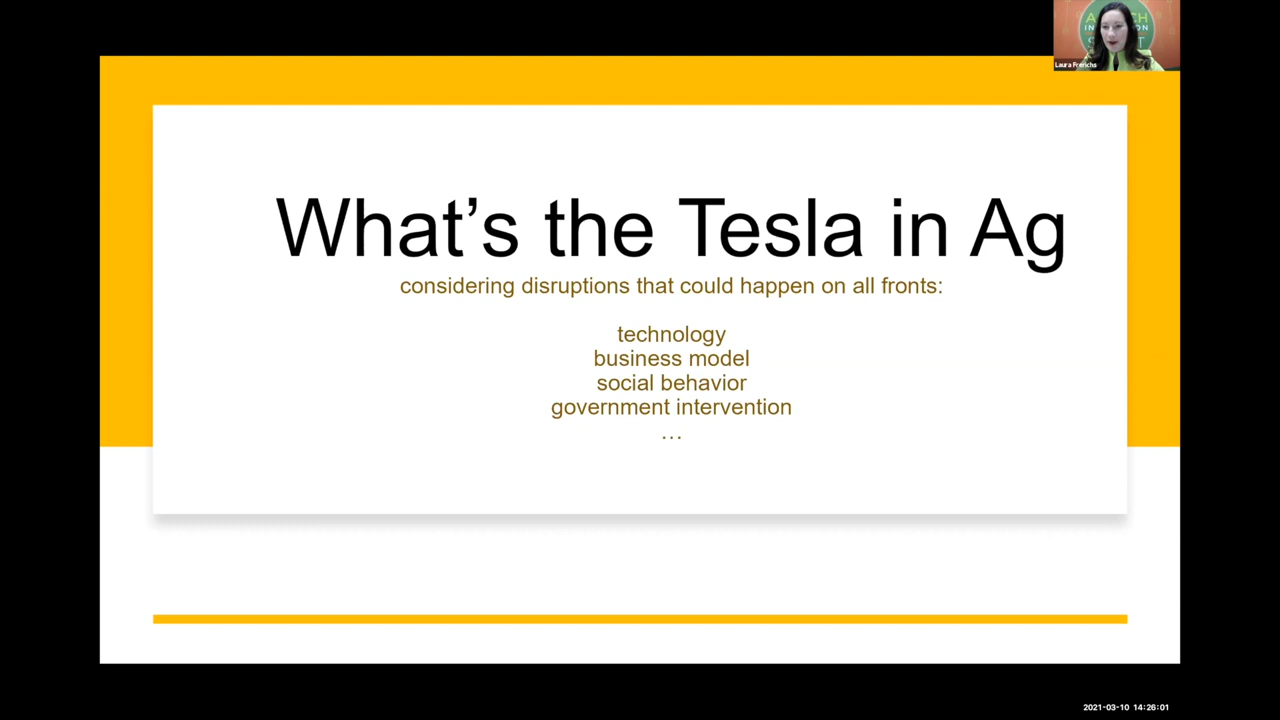 Laura Frerichs
What’s the Tesla in Ag
considering disruptions that could happen on all fronts:
technology
business model
social behavior
government intervention
...
2021-03-10 14:26:01